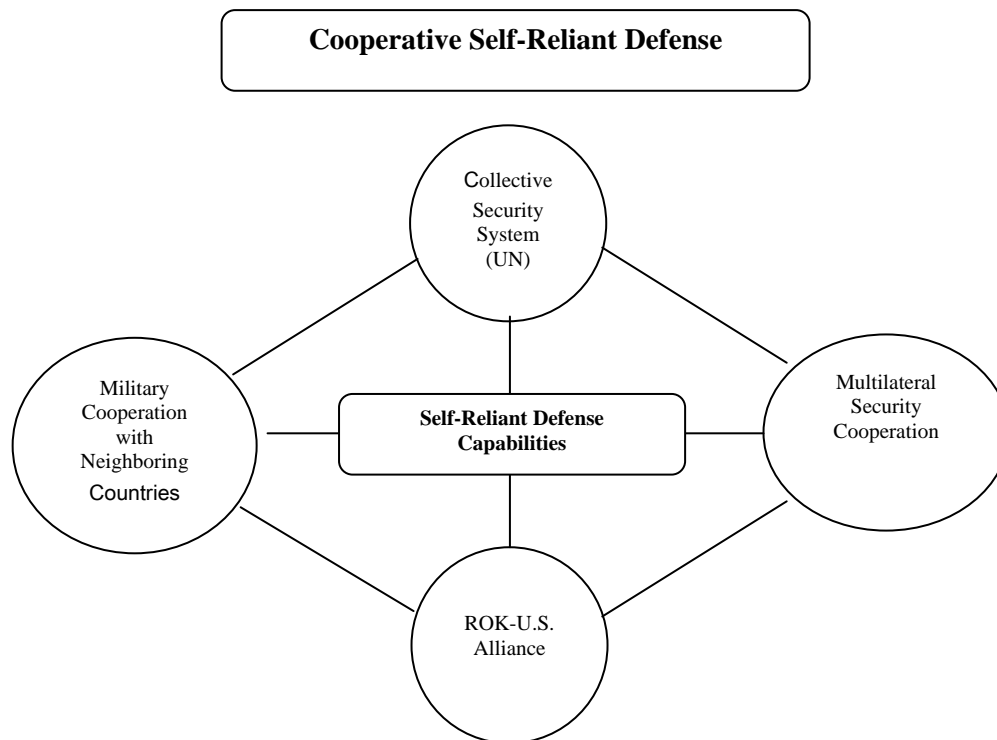 Cooperative Self-Reliant Defense
Collective
Security
System
(UN)
Military
Cooperation
with
Neighboring
Countries
Self-Reliant Defense
Capabilities
Multilateral
Security
Cooperation
ROK-U.S.
Alliance